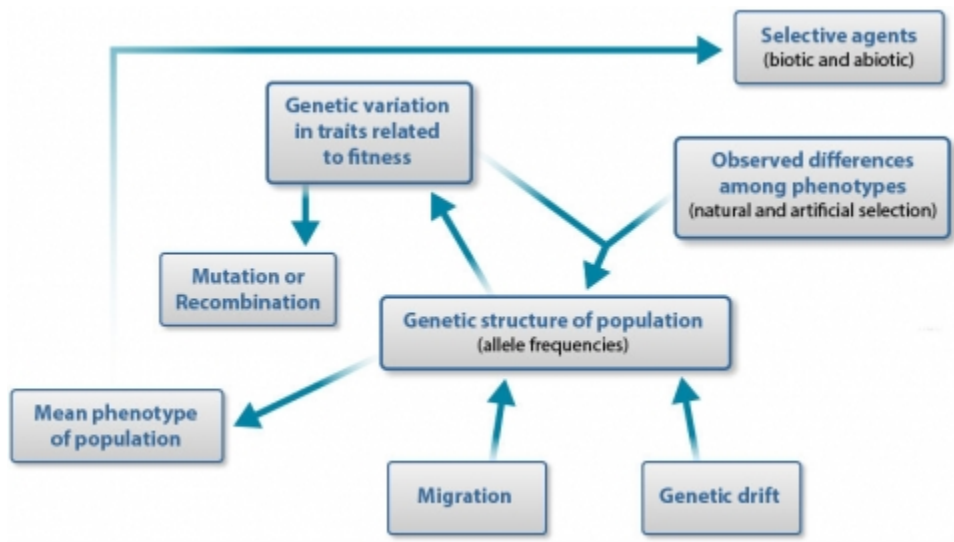 Selective agents
(biotic and abiotic)
Genetic variation
in traits related
to fitness
Observed differences
among phenotypes
(natural and artificial selection)
Mutation or
Recombination
Genetic structure of population
(allele frequencies)
Mean phenotype
of population
Migration
Genetic drift